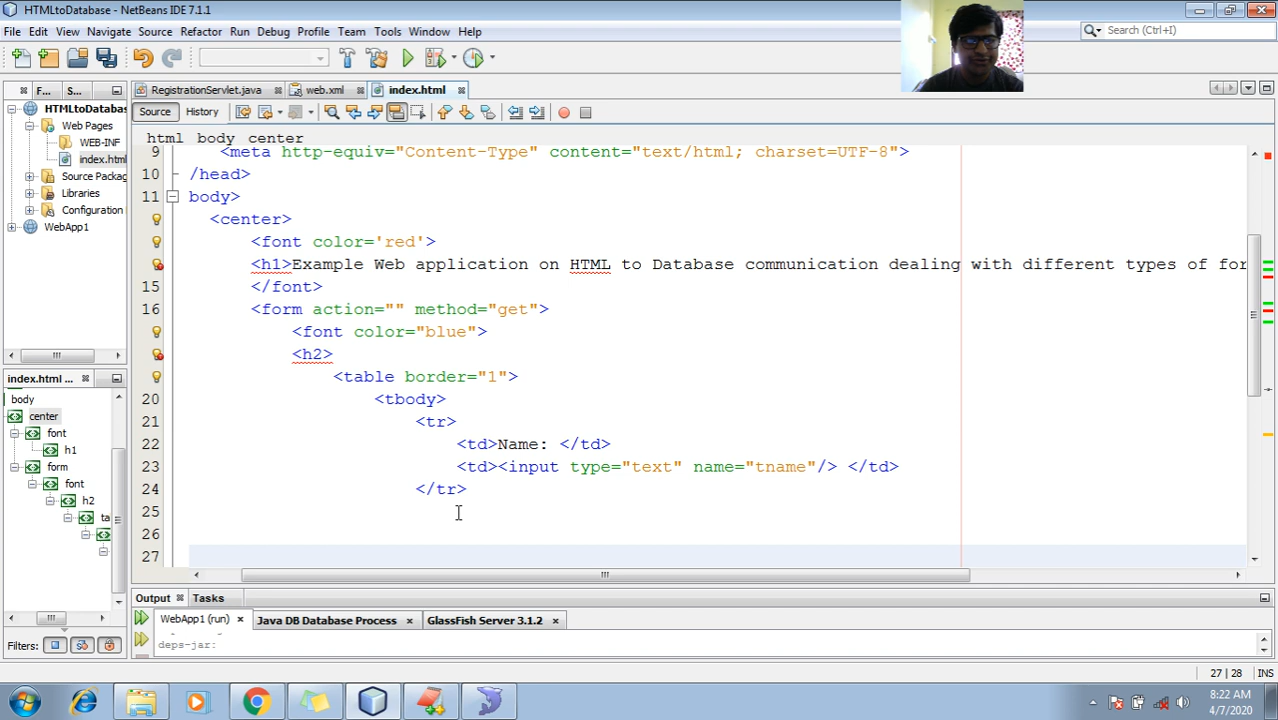 HTMLtoDatabase - NetBeans IDE 7.1.1
File Edit View Navigate Source Refactor Run Debug Profile Team Tools Window Help
Search (Ctrl+I)
F... S...
RegistrationServlet.java web.xml index.html
HTMLtoDatabas
Web Pages
WEB-INF
index.html
Source Packag
Libraries
Configuration
WebApp1
Source History
html body center
9 <meta http-equiv="Content-Type" content="text/html; charset=UTF-8">
10 /head>
11 body>
<center>
<font color='red'>
<h1>Example Web application on HTML to Database communication dealing with different types of for
15 </font>
16 <form action="" method="get">
<font color="blue">
<h2>
<table border="1">
20 <tbody>
21 <tr>
22 <td>Name: </td>
23 <td><input type="text" name="tname"/> </td>
24 </tr>
25
26
27
index.html ...
body
center
font
h1
form
font
h2
ta
Filters:
Output Tasks
WebApp1 (run) Java DB Database Process GlassFish Server 3.1.2
deps-jar:
27 | 28 INS
8:22 AM
4/7/2020